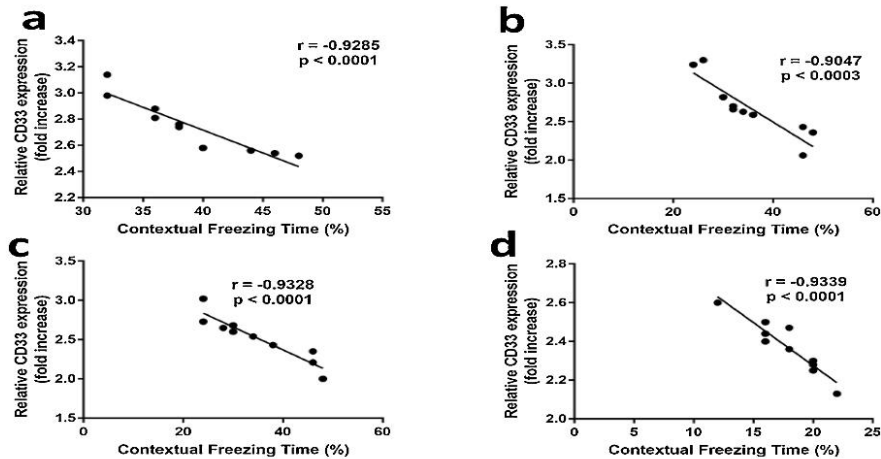 a
r = -0.9285
p < 0.0001
Relative CD33 expression
(fold increase)
3.4
3.2
3.0
2.8
2.6
2.4
2.2
30 35 40 45 50 55
Contextual Freezing Time (%)
b
r = -0.9047
p < 0.0003
Relative CD33 expression
(fold increase)
3.5
3.0
2.5
2.0
1.5
0 20 40 60
Contextual Freezing Time (%)
c
r = -0.9328
p < 0.0001
Relative CD33 expression
(fold increase)
3.5
3.0
2.5
2.0
1.5
0 20 40 60
Contextual Freezing Time (%)
d
r = -0.9339
p < 0.0001
Relative CD33 expression
(fold increase)
2.8
2.6
2.4
2.2
2.0
0 5 10 15 20 25
Contextual Freezing Time (%)